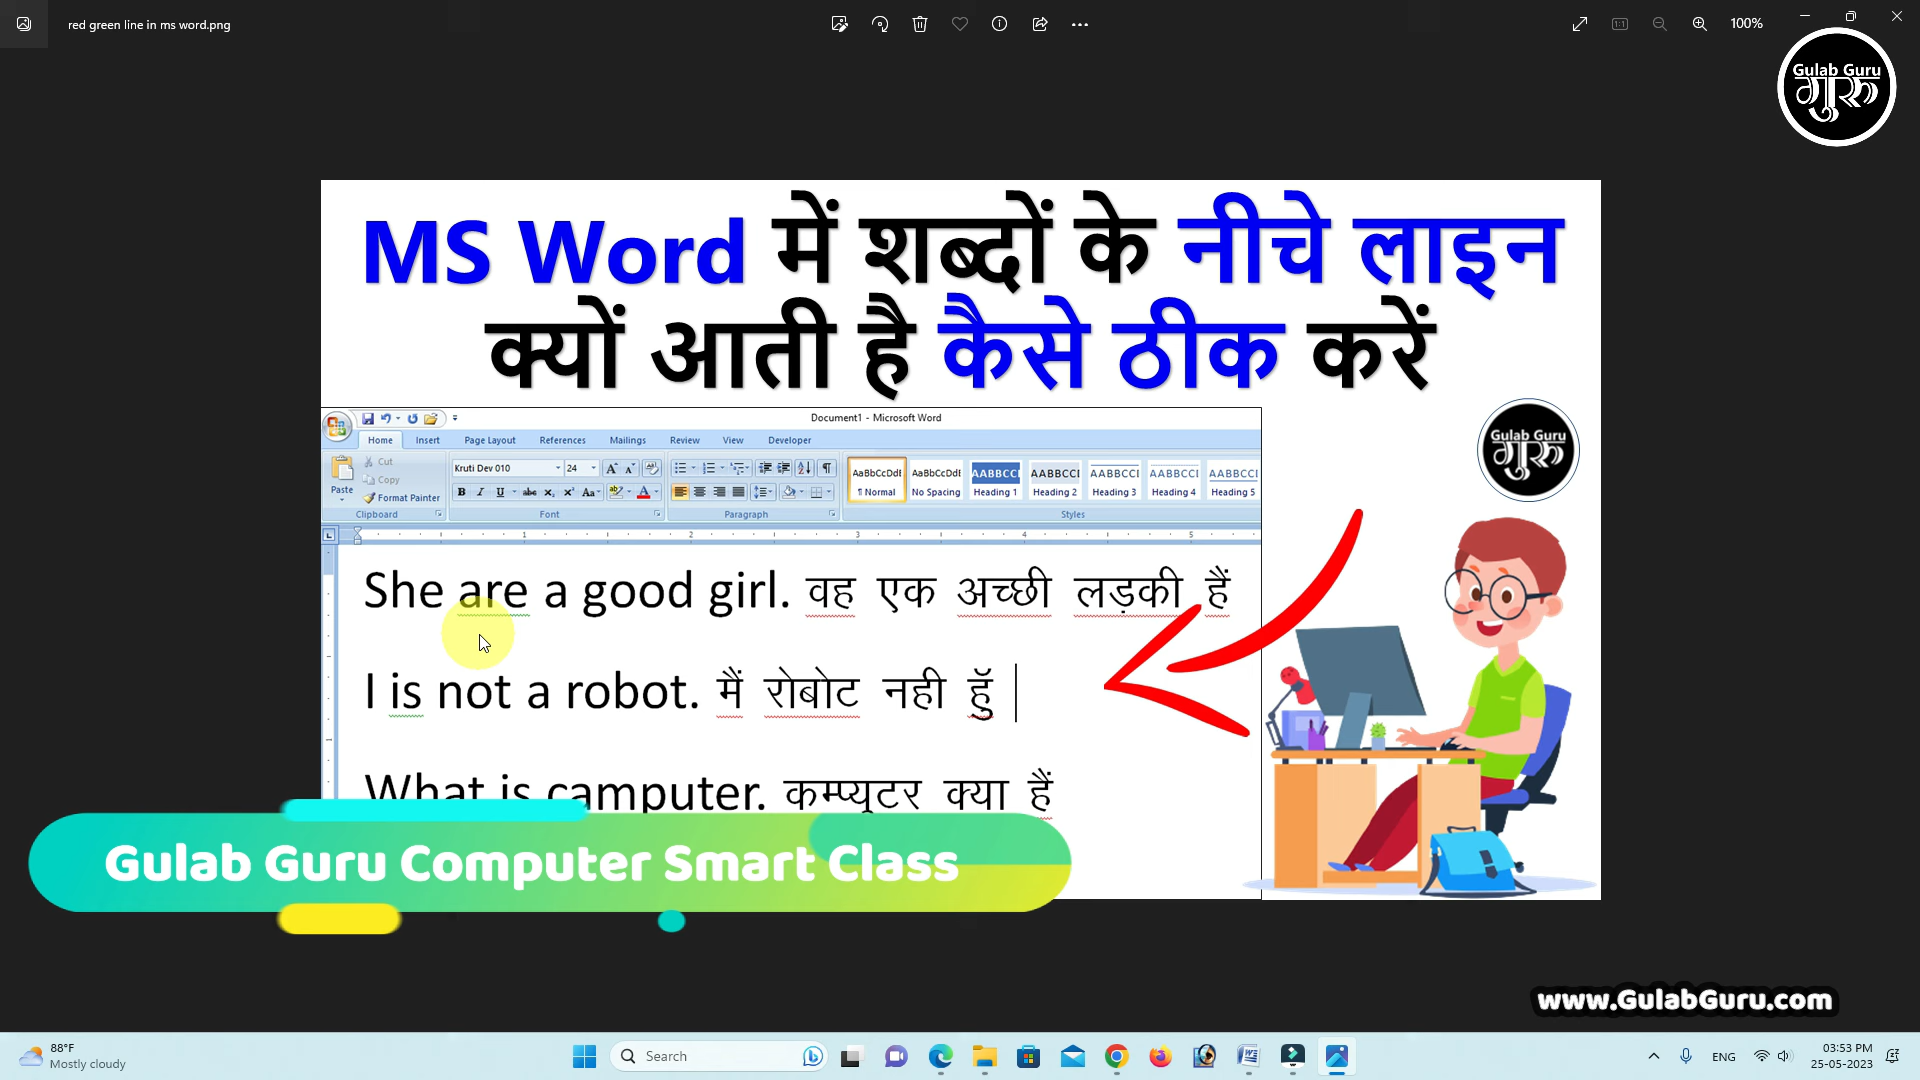 red green line in ms word.png
100%
Gulab Guru
गुरू
MS Word में शब्दों के नीचे लाइन
क्यों आती है कैसे ठीक करें
Document1 - Microsoft Word
Home Insert Page Layout References Mailings Review View Developer
Paste
Cut
Copy
Format Painter
Kruti Dev 010 24
AaBbCcDdE AaBbCcDdE AABBCCI AABBCCI AABBCCI AABBCCI AABBCCI
¶ Normal No Spacing Heading 1 Heading 2 Heading 3 Heading 4 Heading 5
Clipboard Font Paragraph Styles
1 2 3 4 5
Gulab Guru
गुरू
She are a good girl. वह एक अच्छी लड़की हैं
I is not a robot. मैं रोबोट नही हुॅ
What is camputer. कम्प्युटर क्या हैं
Gulab Guru Computer Smart Class
www.GulabGuru.com
88°F
Mostly cloudy
Search
ENG
03:53 PM
25-05-2023